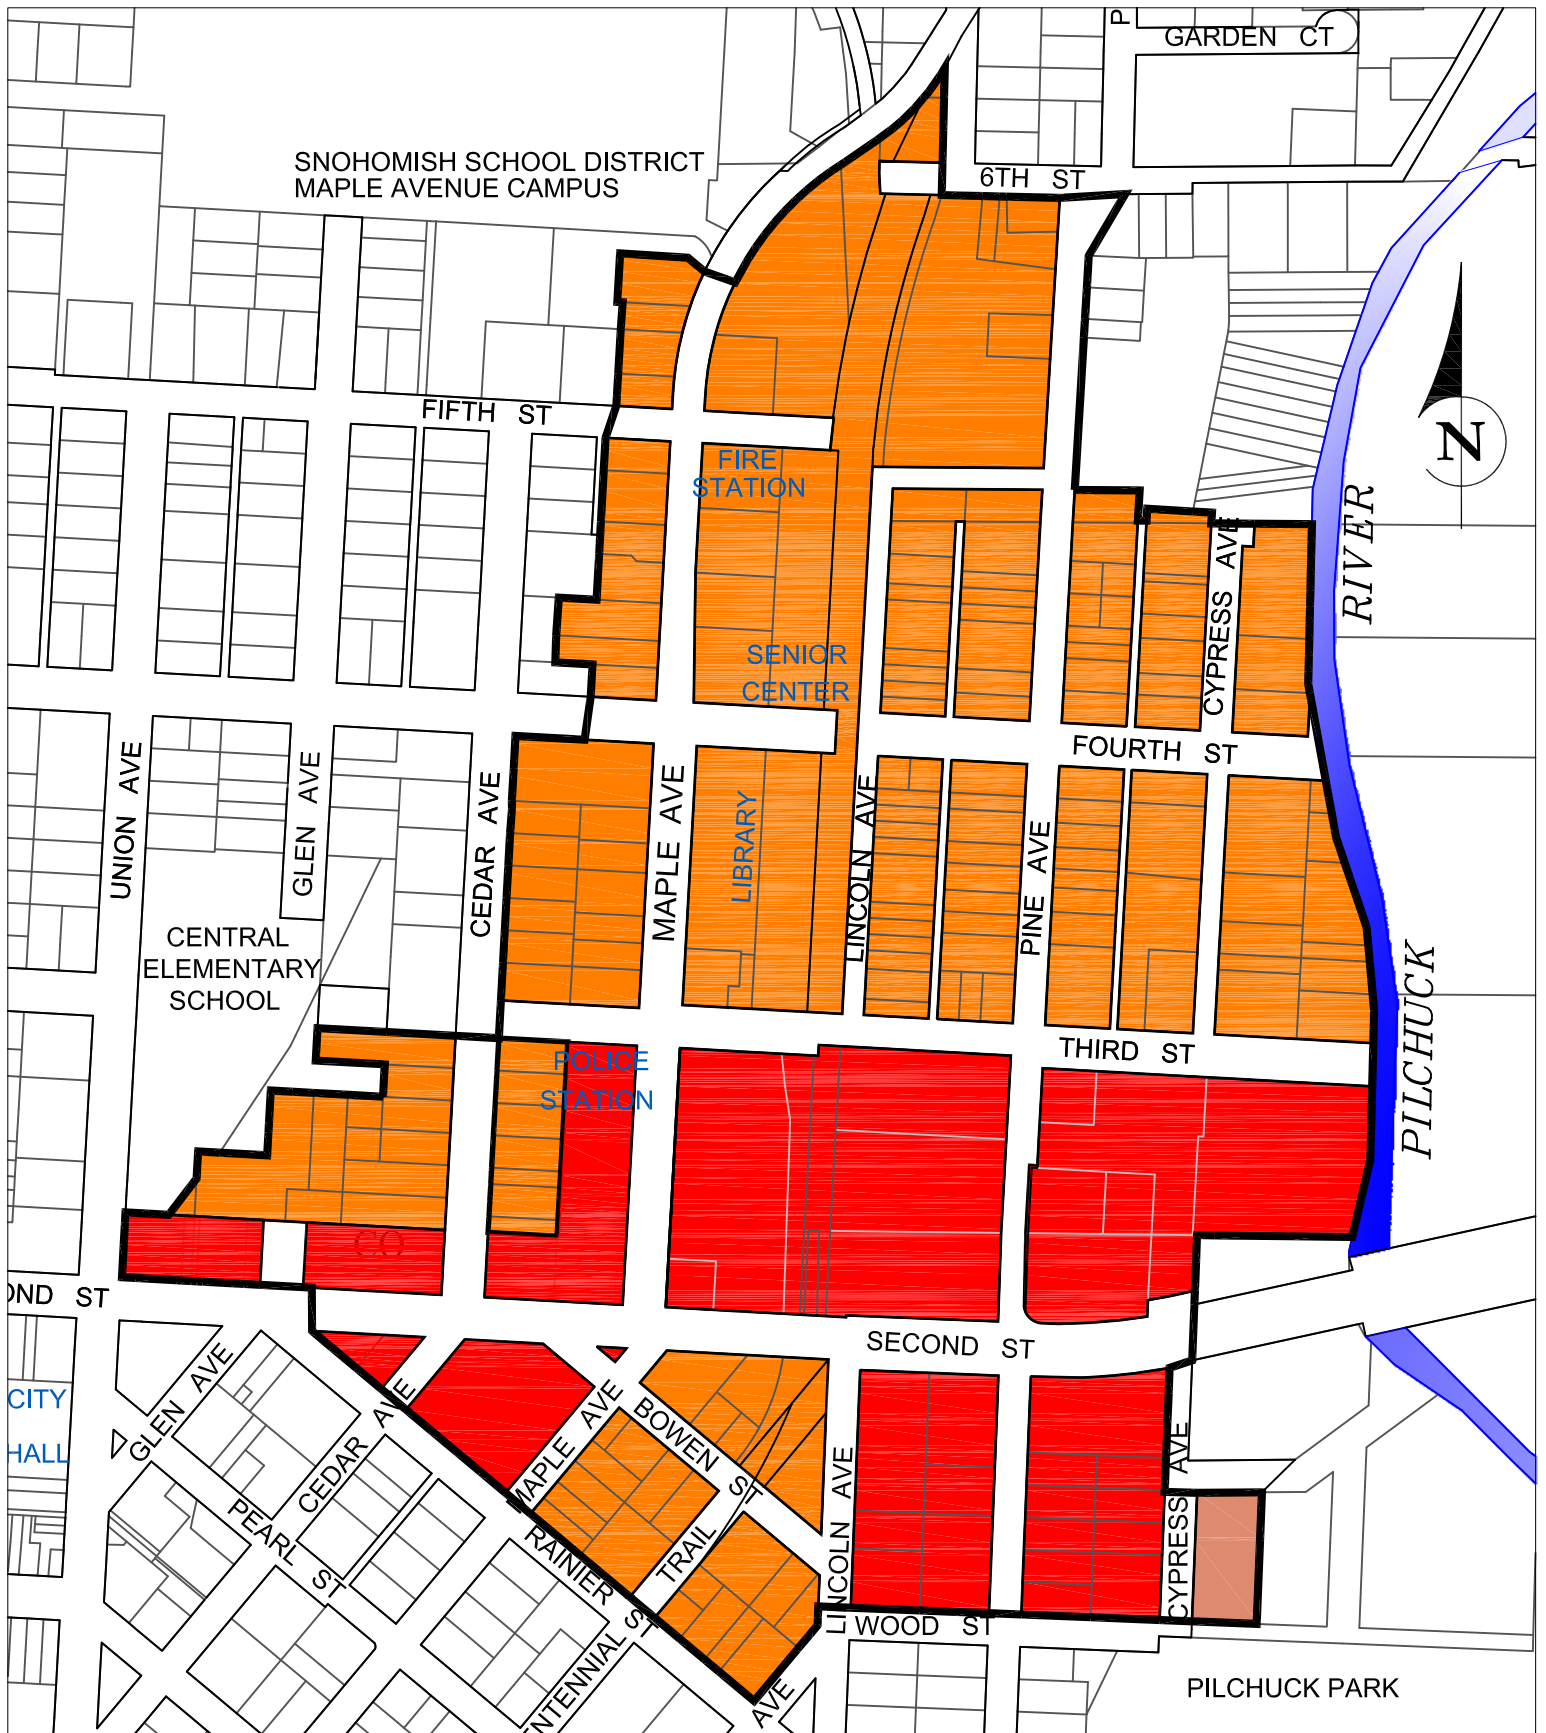 P
GARDEN CT
SNOHOMISH SCHOOL DISTRICT
MAPLE AVENUE CAMPUS
6TH ST
FIFTH ST
FIRE
STATION
N
RIVER
CYPRESS AVE
SENIOR
CENTER
FOURTH ST
UNION AVE
GLEN AVE
CEDAR AVE
MAPLE AVE
LIBRARY
LINCOLN AVE
PINE AVE
CENTRAL
ELEMENTARY
SCHOOL
PILCHUCK
THIRD ST
POLICE
STATION
CO
OND ST
SECOND ST
CITY
HALL
GLEN AVE
CEDAR AVE
MAPLE AVE
BOWEN ST
LINCOLN AVE
CYPRESS AVE
PEARL ST
RAINIER ST
TRAIL
ENTENNIAL
WOOD ST
AVE
PILCHUCK PARK